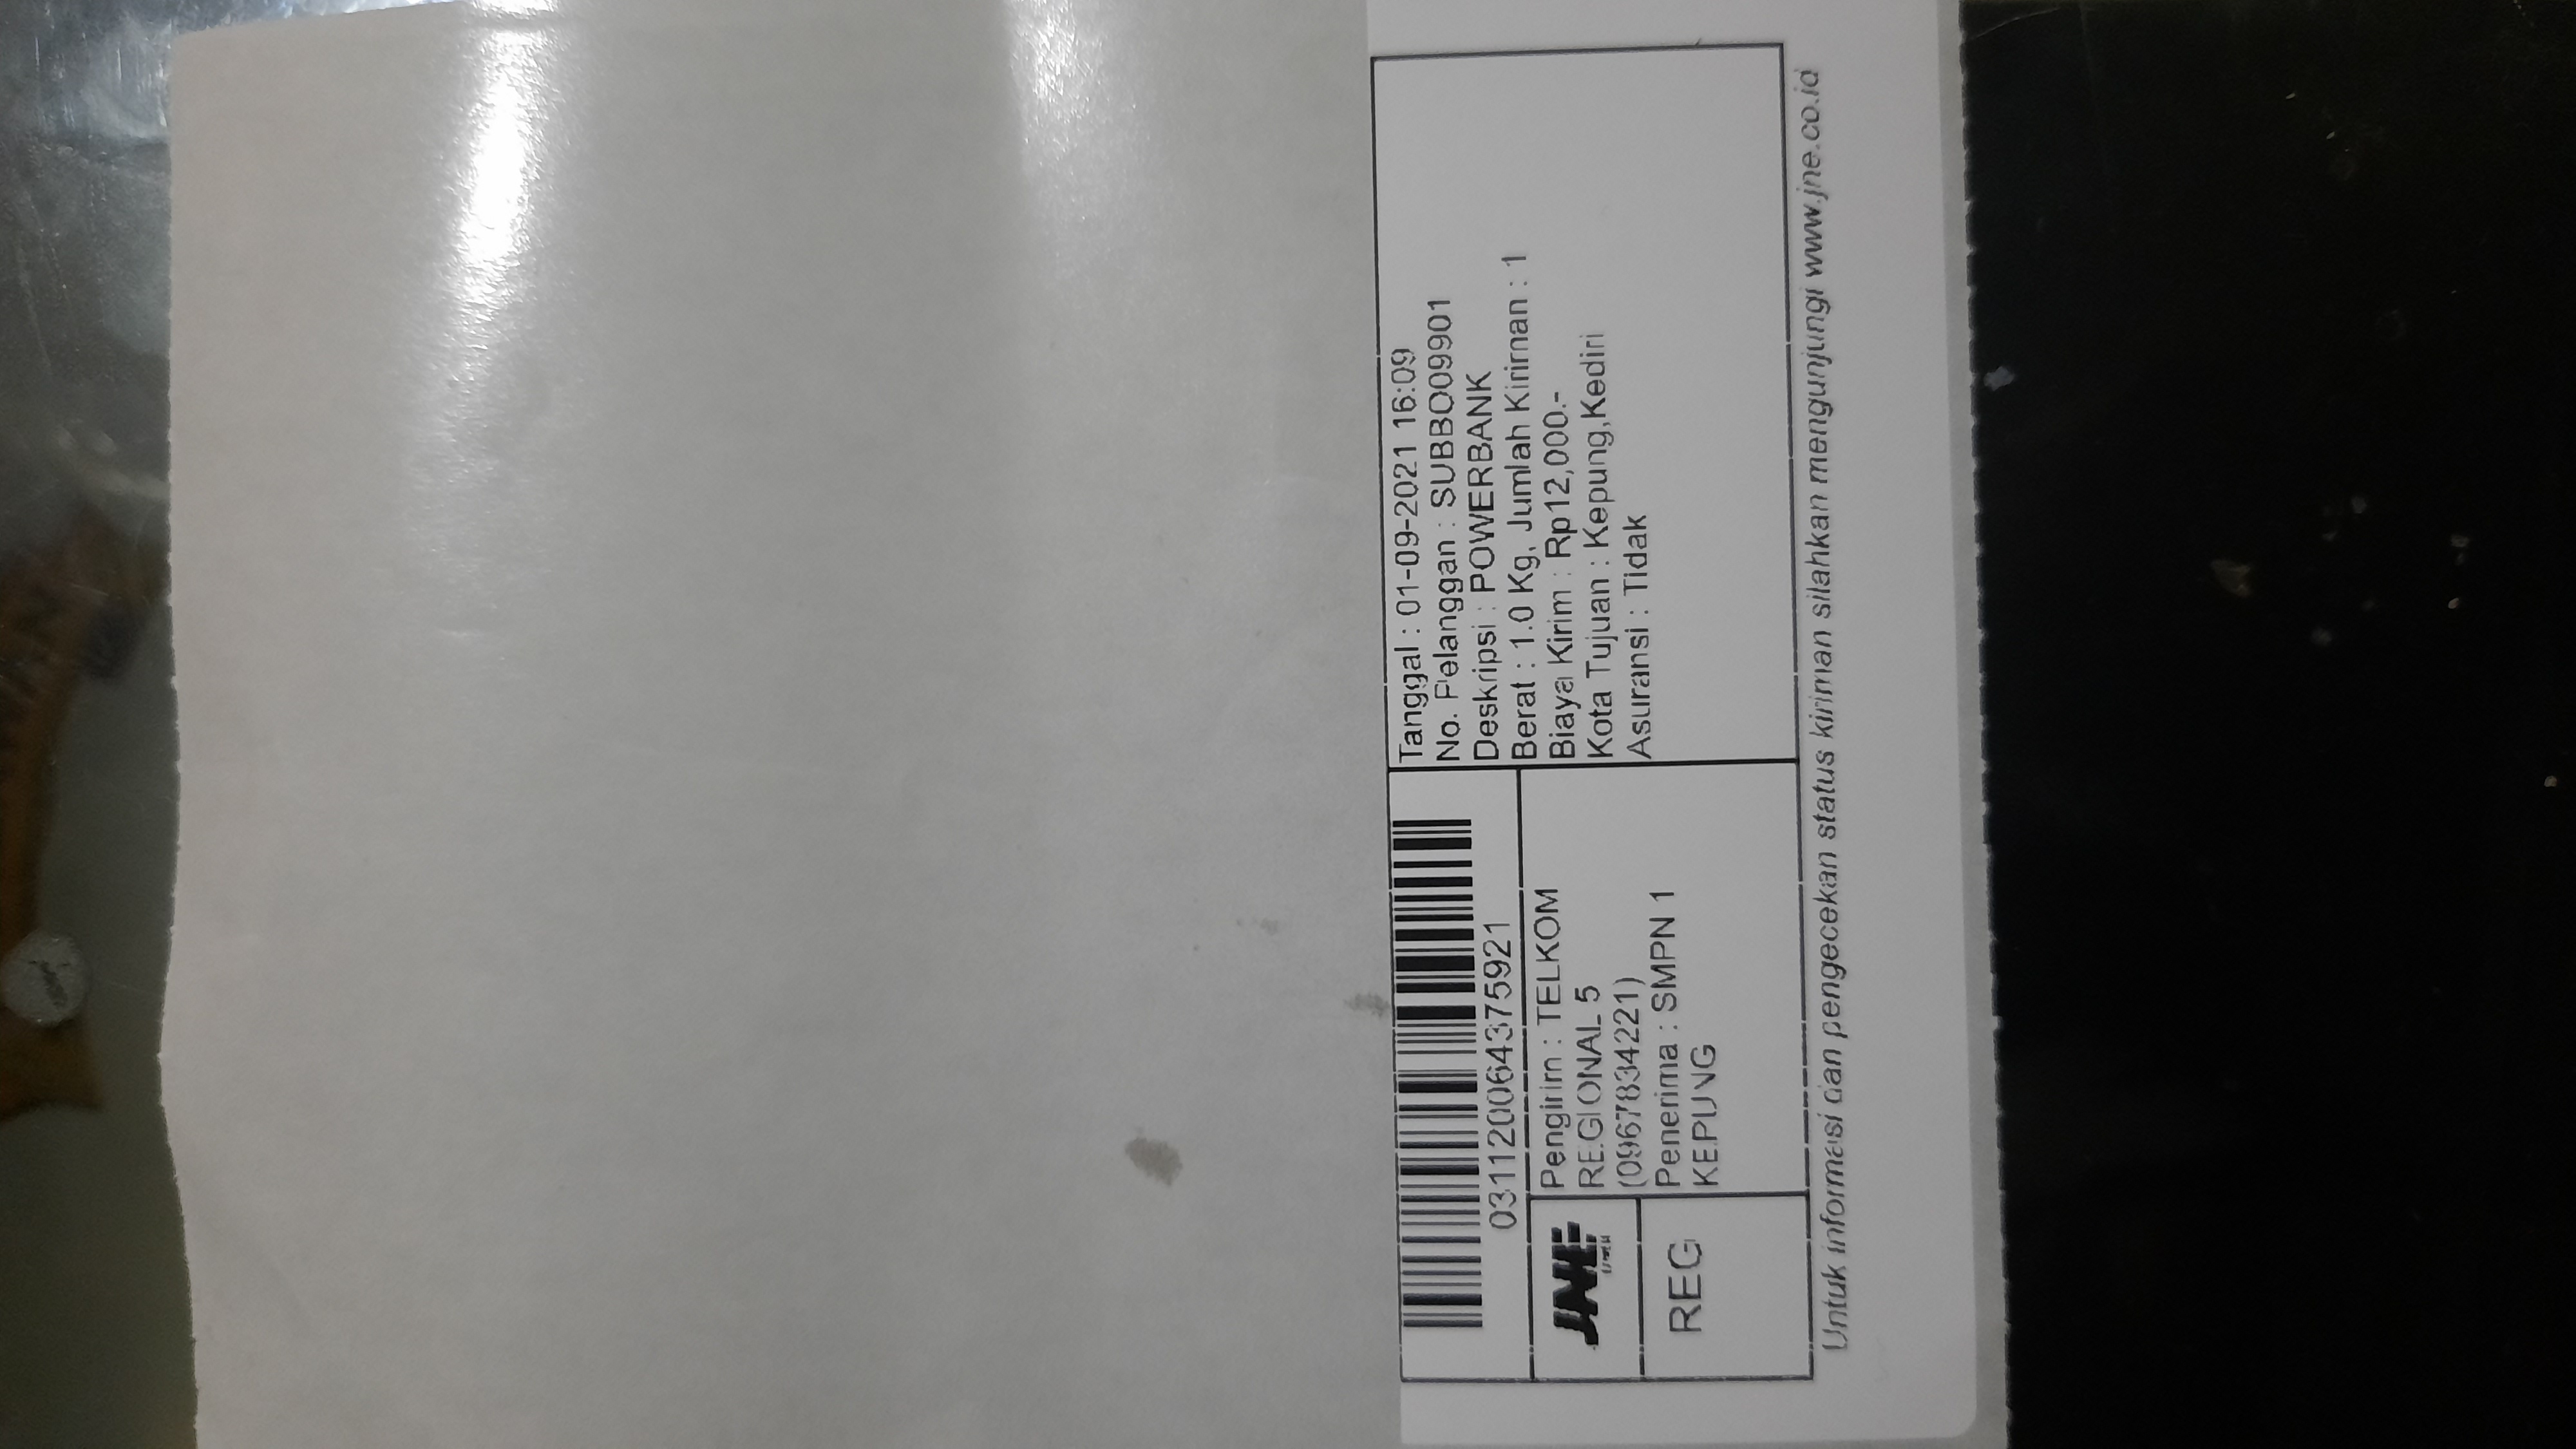 031120064375921
JNE
REG
Pengirim : TELKOM
REGIONAL 5
(0967834221)
Penerima : SMPN 1
KEPUNG
Tanggal : 01-09-2021 16:09
No. Pelanggan : SUBBO09901
Deskripsi : POWERBANK
Berat : 1.0 Kg, Jumlah Kiriman : 1
Biaya Kirim : Rp12,000.-
Kota Tujuan : Kepung,Kediri
Asuransi : Tidak
Untuk informasi dan pengecekan status kiriman silahkan mengunjungi www.jne.co.id